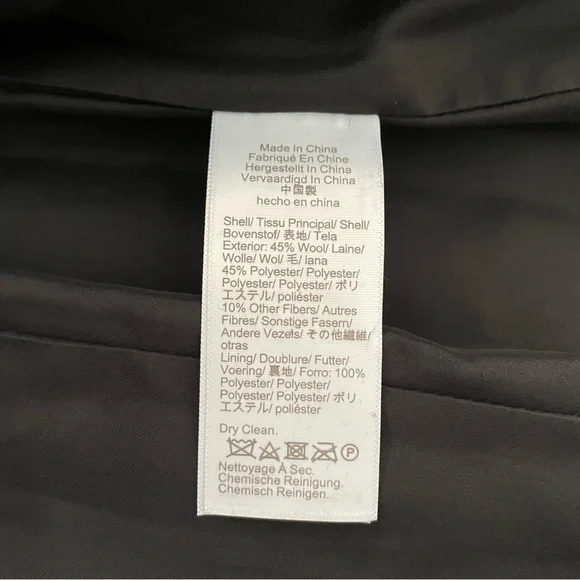 Made In China
Fabriqué En Chine
Hergestellt In China
Vervaardigd In China
中国製
hecho en china
Shell/ Tissu Principal/ Shell/
Bovenstof/ 表地/ Tela
Exterior: 45% Wool/ Laine/
Wolle/ Wol/ 毛/ lana
45% Polyester/ Polyester/
Polyester/ Polyester/ ポリ
エステル/ poliéster
10% Other Fibers/ Autres
Fibres/ Sonstige Fasern/
Andere Vezels/ その他繊維/
otras
Lining/ Doublure/ Futter/
Voering/ 裏地/ Forro: 100%
Polyester/ Polyester/
Polyester/ Polyester/ ポリ
エステル/ poliéster
Dry Clean.
P
Nettoyage À Sec.
Chemische Reinigung.
Chemisch Reinigen.